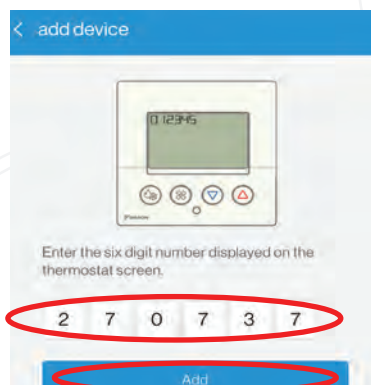 < add device
012345
Enter the six digit number displayed on the
thermostat screen.
2 7 0 7 3 7
Add